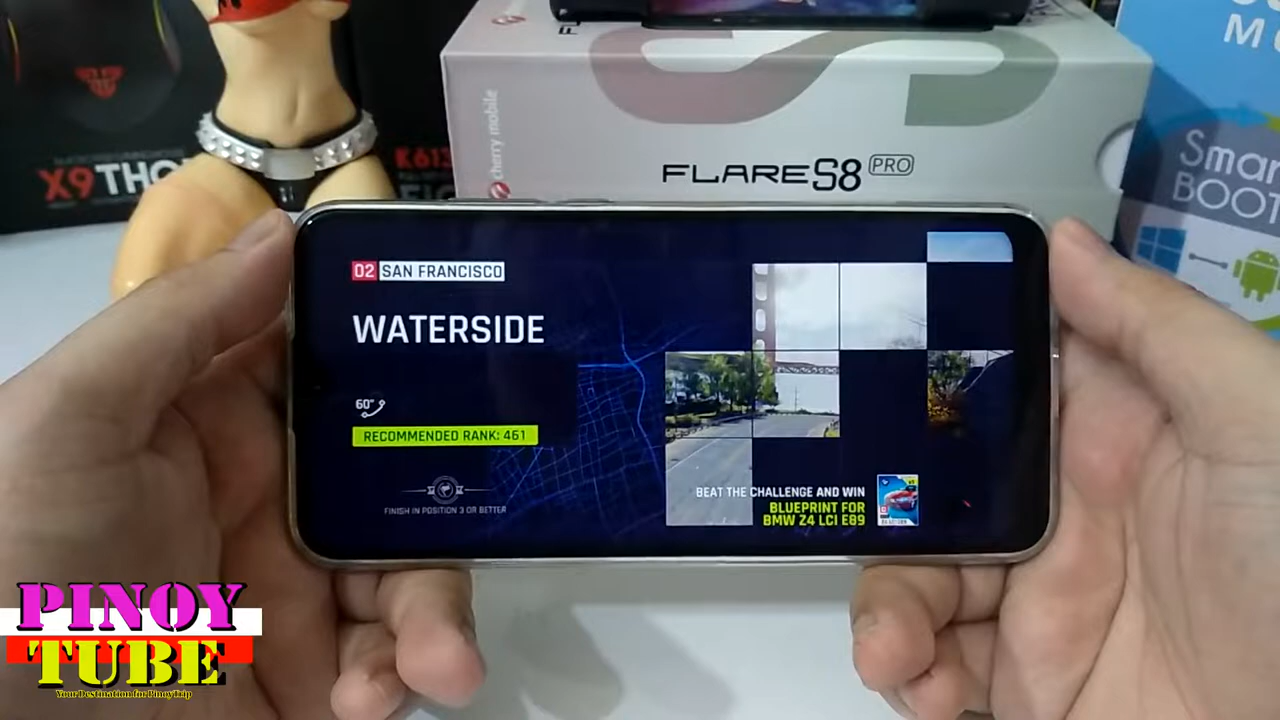 X9 THO
K613
cherry mobile
FLARE S8 PRO
M
Smar
BOOT
02 SAN FRANCISCO
WATERSIDE
60"
RECOMMENDED RANK: 461
FINISH IN POSITION 3 OR BETTER
BEAT THE CHALLENGE AND WIN
BLUEPRINT FOR
BMW Z4 LCI E89
PINOY
TUBE
Your Destination for PinoyTrip